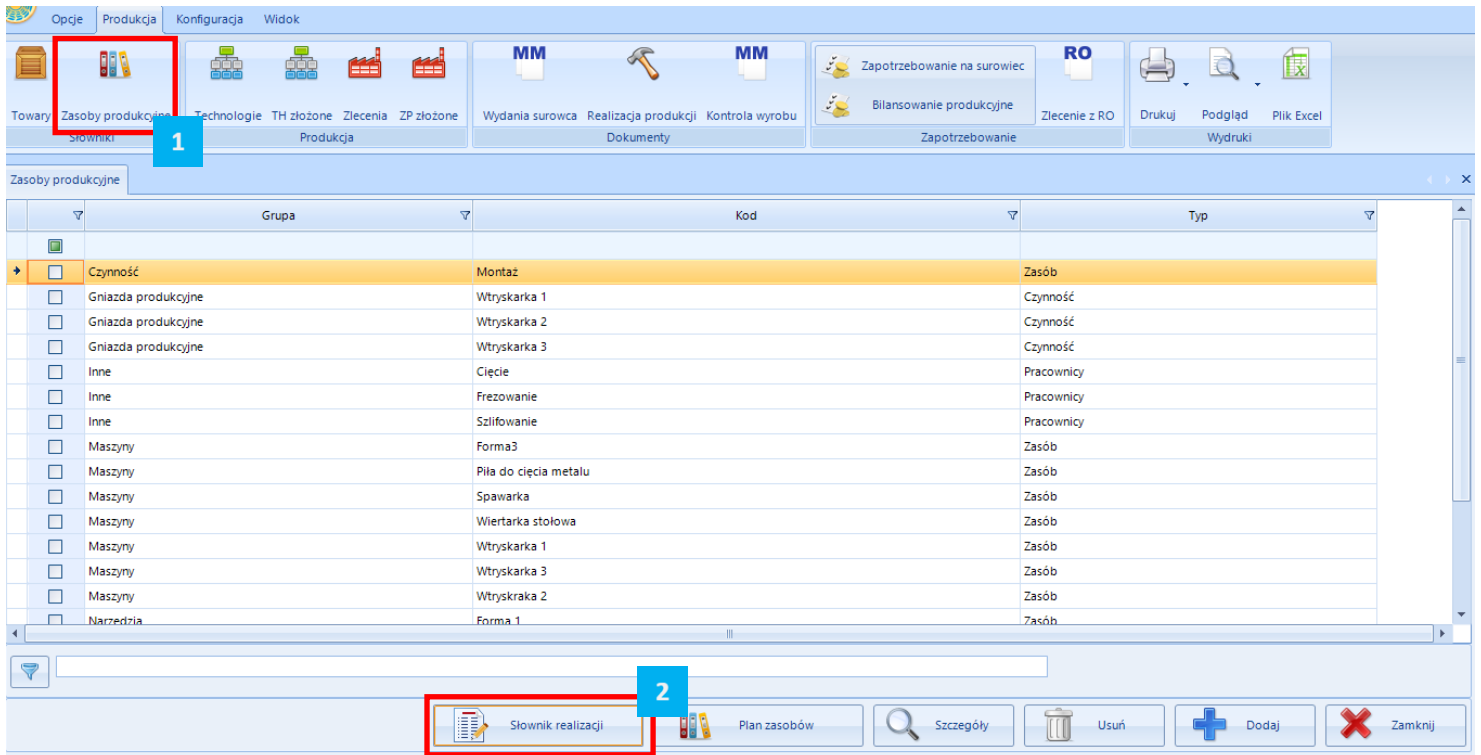 Opcje Produkcja Konfiguracja Widok
MM MM RO
Zapotrzebowanie na surowiec
Bilansowanie produkcyjne
Towary Zasoby produkcyjne Technologie TH złożone Zlecenia ZP złożone Wydania surowca Realizacja produkcji Kontrola wyrobu Zlecenie z RO Drukuj Podgląd Plik Excel
Słowniki Produkcja Dokumenty Zapotrzebowanie Wydruki
1
Zasoby produkcyjne
Grupa Kod Typ
Czynność Montaż Zasób
Gniazda produkcyjne Wtryskarka 1 Czynność
Gniazda produkcyjne Wtryskarka 2 Czynność
Gniazda produkcyjne Wtryskarka 3 Czynność
Inne Cięcie Pracownicy
Inne Frezowanie Pracownicy
Inne Szlifowanie Pracownicy
Maszyny Forma3 Zasób
Maszyny Piła do cięcia metalu Zasób
Maszyny Spawarka Zasób
Maszyny Wiertarka stołowa Zasób
Maszyny Wtryskarka 1 Zasób
Maszyny Wtryskarka 3 Zasób
Maszyny Wtryskraka 2 Zasób
Narzędzia Forma 1 Zasób
2
Słownik realizacji Plan zasobów Szczegóły Usuń Dodaj Zamknij